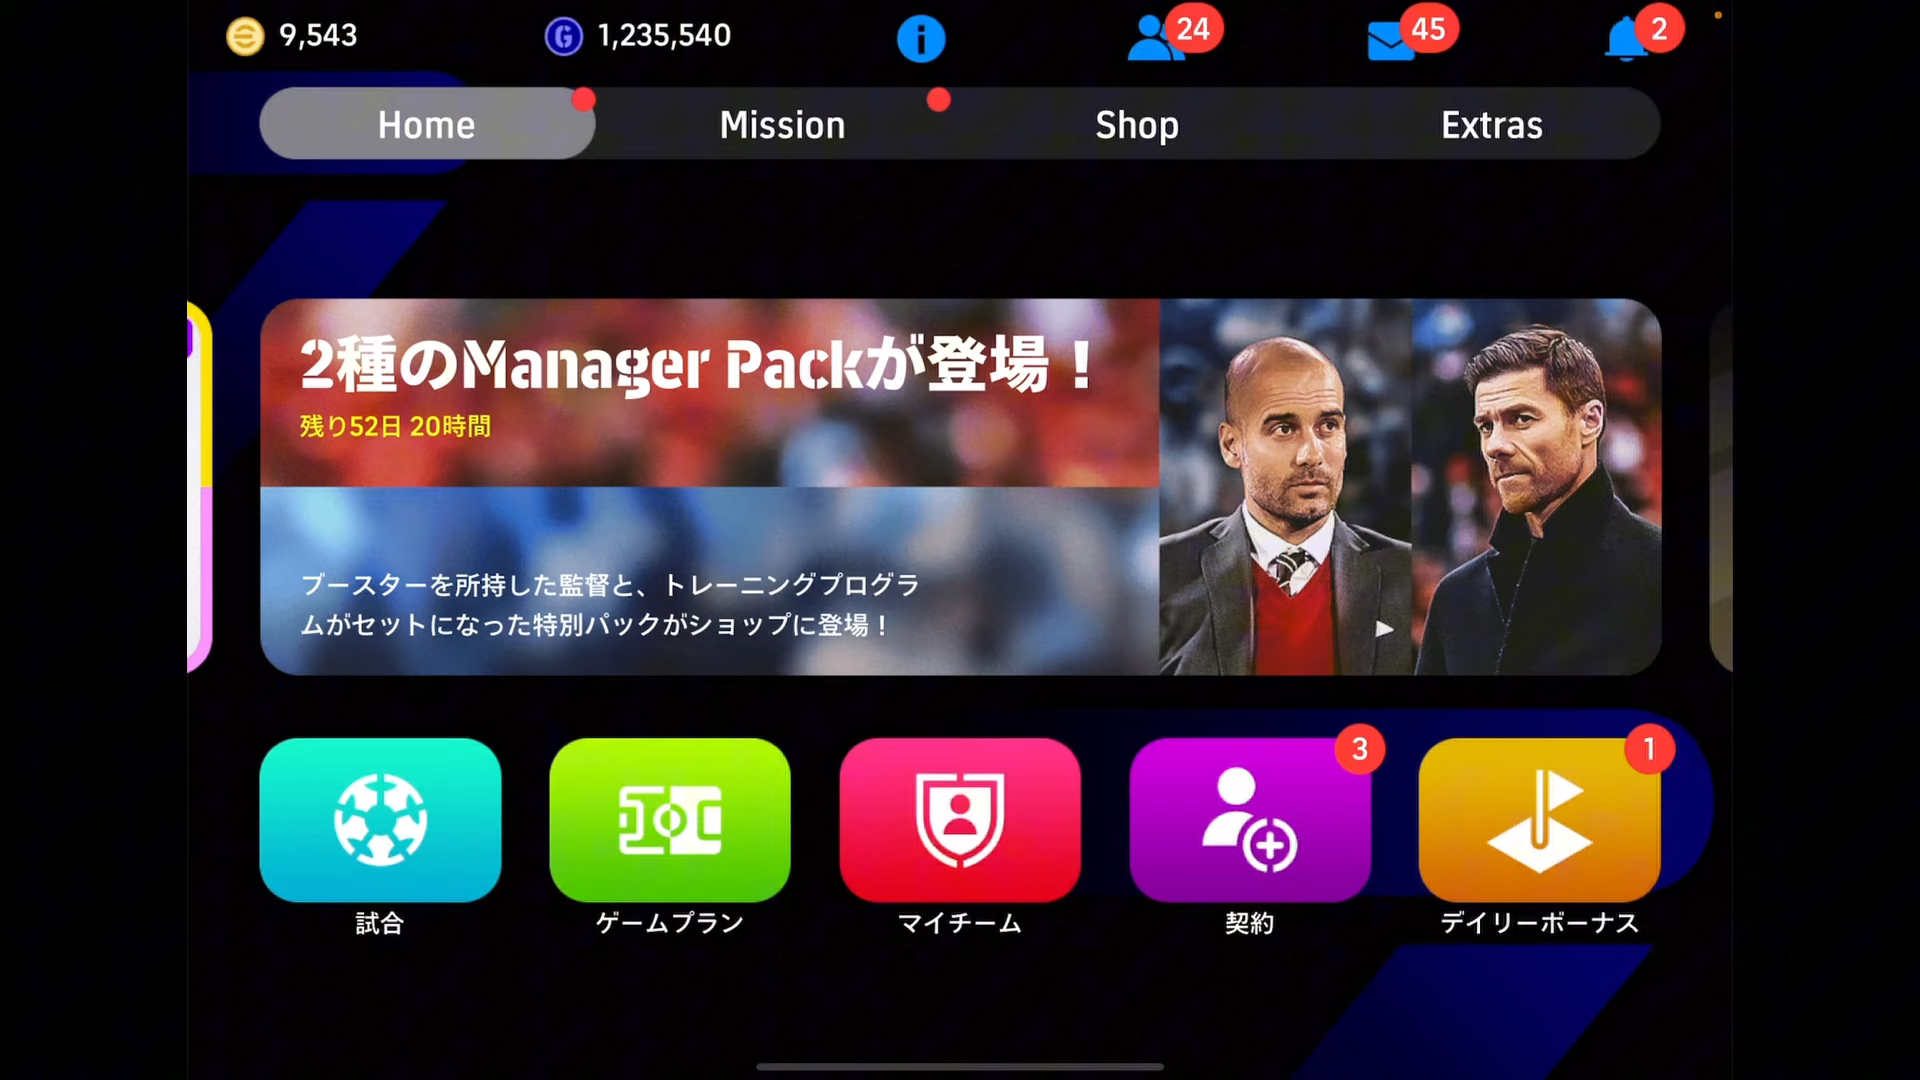 9,543
1,235,540
24
45
2
Home
Mission
Shop
Extras
2種のManager Packが登場！
残り52日 20時間
ブースターを所持した監督と、トレーニングプログラ
ムがセットになった特別パックがショップに登場！
3
1
試合
ゲームプラン
マイチーム
契約
デイリーボーナス